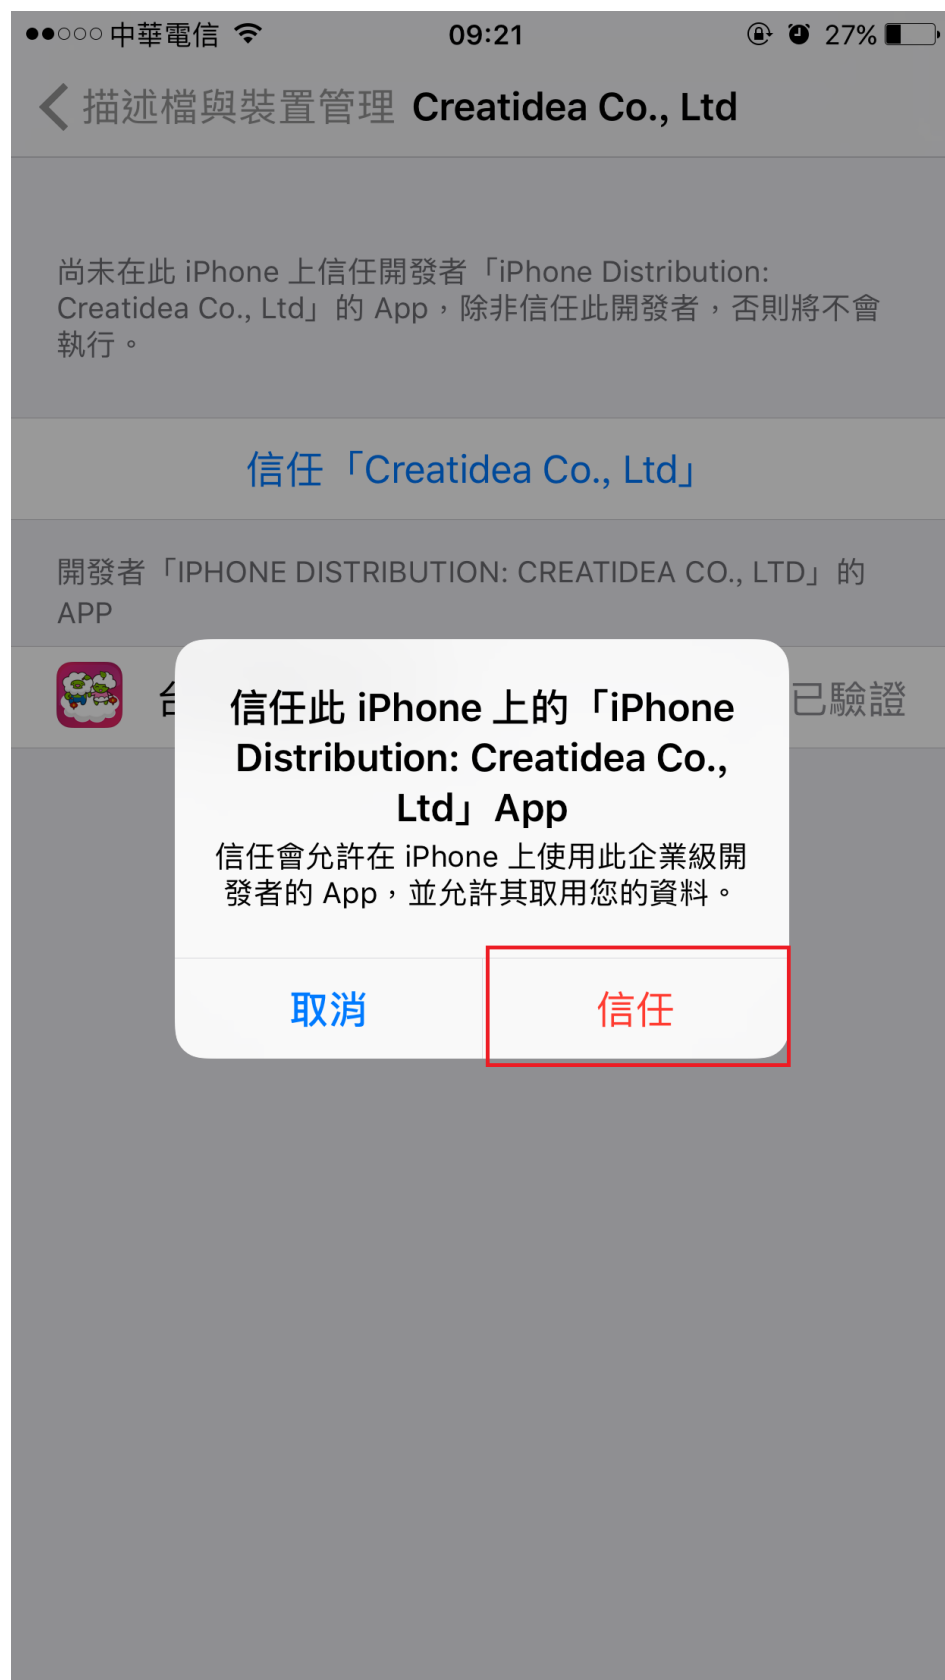 中華電信 09:21 27%
描述檔與裝置管理 Creatidea Co., Ltd
尚未在此 iPhone 上信任開發者「iPhone Distribution:
Creatidea Co., Ltd」的 App，除非信任此開發者，否則將不會
執行。
信任「Creatidea Co., Ltd」
開發者「IPHONE DISTRIBUTION: CREATIDEA CO., LTD」的
APP
已驗證
信任此 iPhone 上的「iPhone
Distribution: Creatidea Co.,
Ltd」App
信任會允許在 iPhone 上使用此企業級開
發者的 App，並允許其取用您的資料。
取消 信任